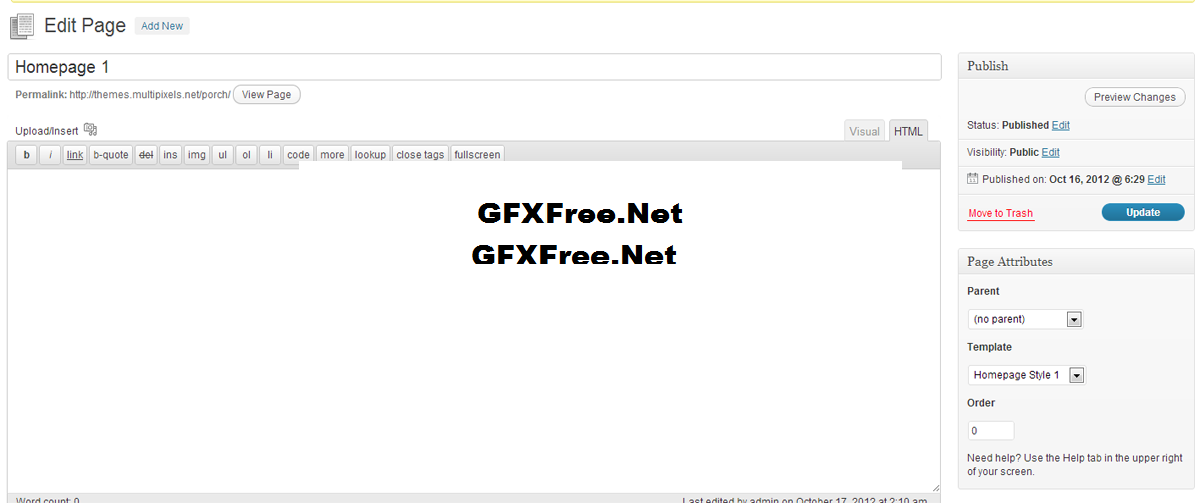 Edit Page Add New
Homepage 1
Permalink: http://themes.multipixels.net/porch/ View Page
Upload/Insert
Visual HTML
b i link b-quote del ins img ul ol li code more lookup close tags fullscreen
GFXFree.Net
GFXFree.Net
Word count: 0 Last edited by admin on October 17, 2012 at 2:10 am
Publish
Preview Changes
Status: Published Edit
Visibility: Public Edit
Published on: Oct 16, 2012 @ 6:29 Edit
Move to Trash Update
Page Attributes
Parent
(no parent)
Template
Homepage Style 1
Order
0
Need help? Use the Help tab in the upper right
of your screen.